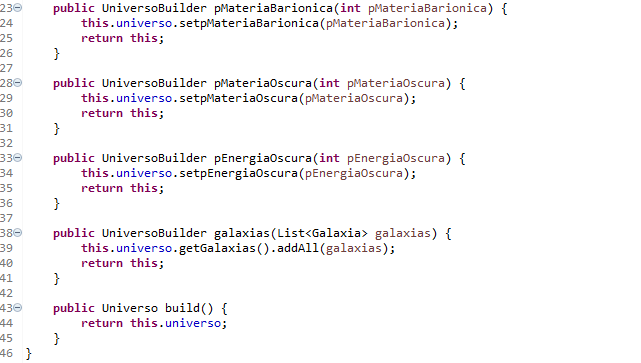 23 public UniversoBuilder pMateriaBarionica(int pMateriaBarionica) {
24 this.universo.setpMateriaBarionica(pMateriaBarionica);
25 return this;
26 }
27
28 public UniversoBuilder pMateriaOscura(int pMateriaOscura) {
29 this.universo.setpMateriaOscura(pMateriaOscura);
30 return this;
31 }
32
33 public UniversoBuilder pEnergiaOscura(int pEnergiaOscura) {
34 this.universo.setpEnergiaOscura(pEnergiaOscura);
35 return this;
36 }
37
38 public UniversoBuilder galaxias(List<Galaxia> galaxias) {
39 this.universo.getGalaxias().addAll(galaxias);
40 return this;
41 }
42
43 public Universo build() {
44 return this.universo;
45 }
46 }